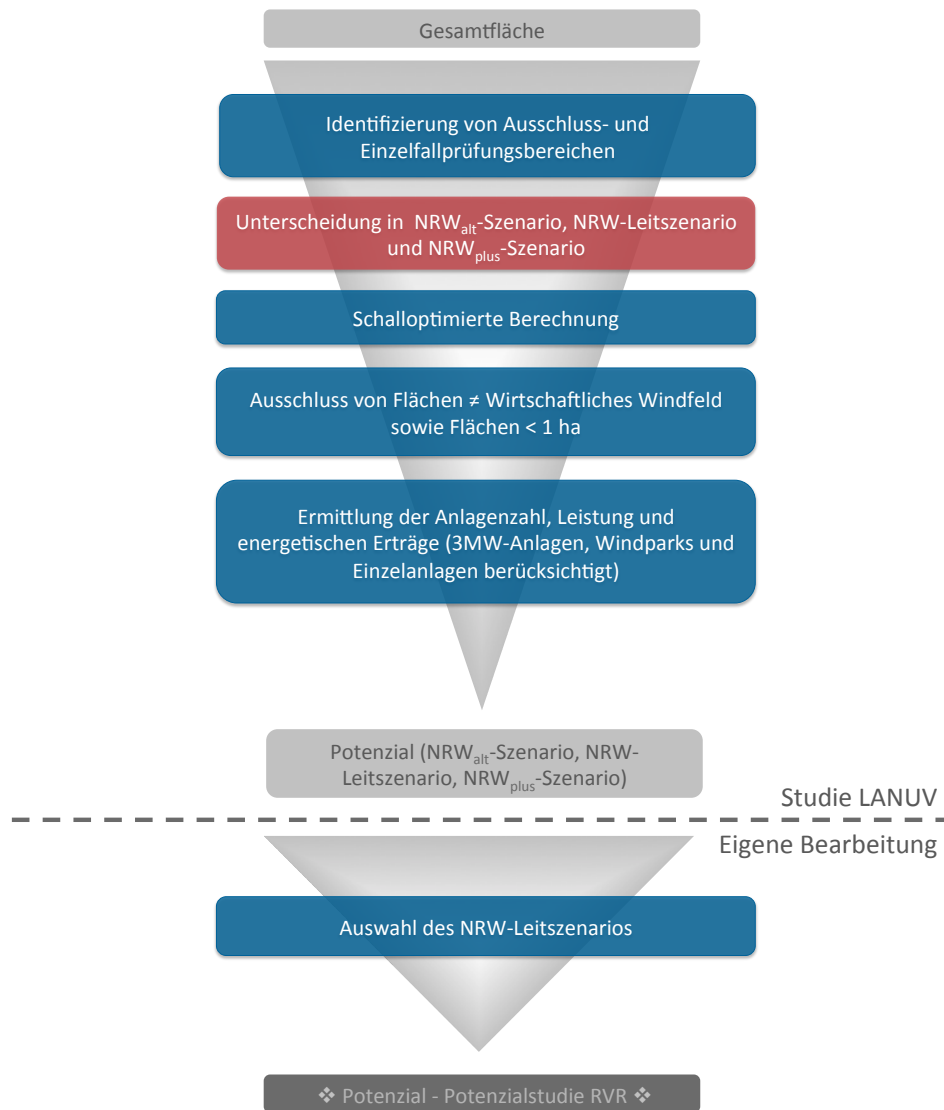 Gesamtfläche
Identifizierung von Ausschluss- und
Einzelfallprüfungsbereichen
Unterscheidung in NRWalt-Szenario, NRW-Leitszenario
und NRWplus-Szenario
Schalloptimierte Berechnung
Ausschluss von Flächen ≠ Wirtschaftliches Windfeld
sowie Flächen < 1 ha
Ermittlung der Anlagenzahl, Leistung und
energetischen Erträge (3MW-Anlagen, Windparks und
Einzelanlagen berücksichtigt)
Potenzial (NRWalt-Szenario, NRW-
Leitszenario, NRWplus-Szenario)
Studie LANUV
Eigene Bearbeitung
Auswahl des NRW-Leitszenarios
❖ Potenzial - Potenzialstudie RVR ❖